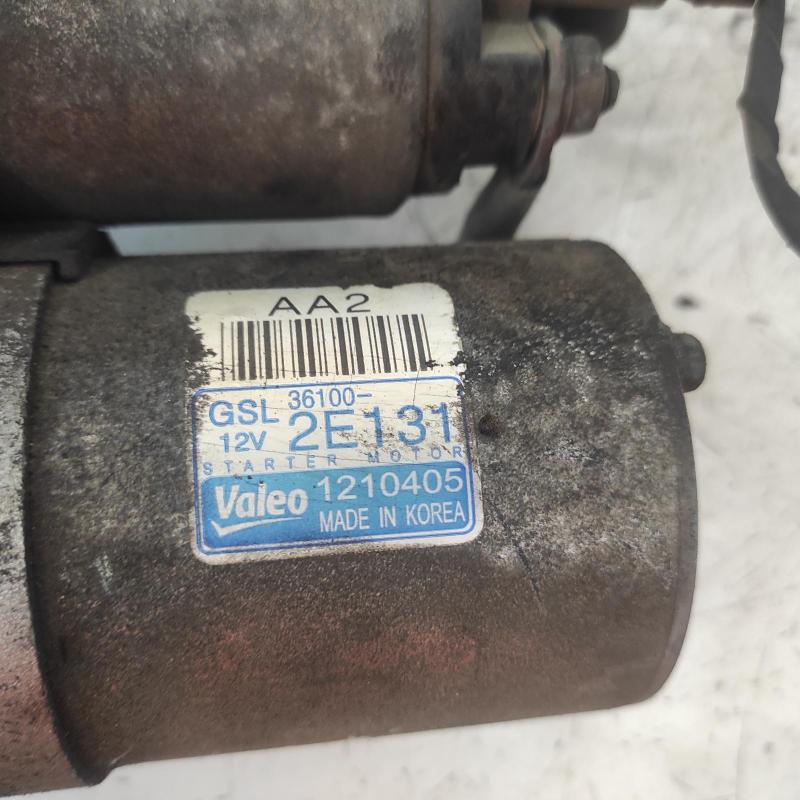 AA2
GSL 36100-
12V 2E131
STARTER MOTOR
Valeo 1210405
MADE IN KOREA